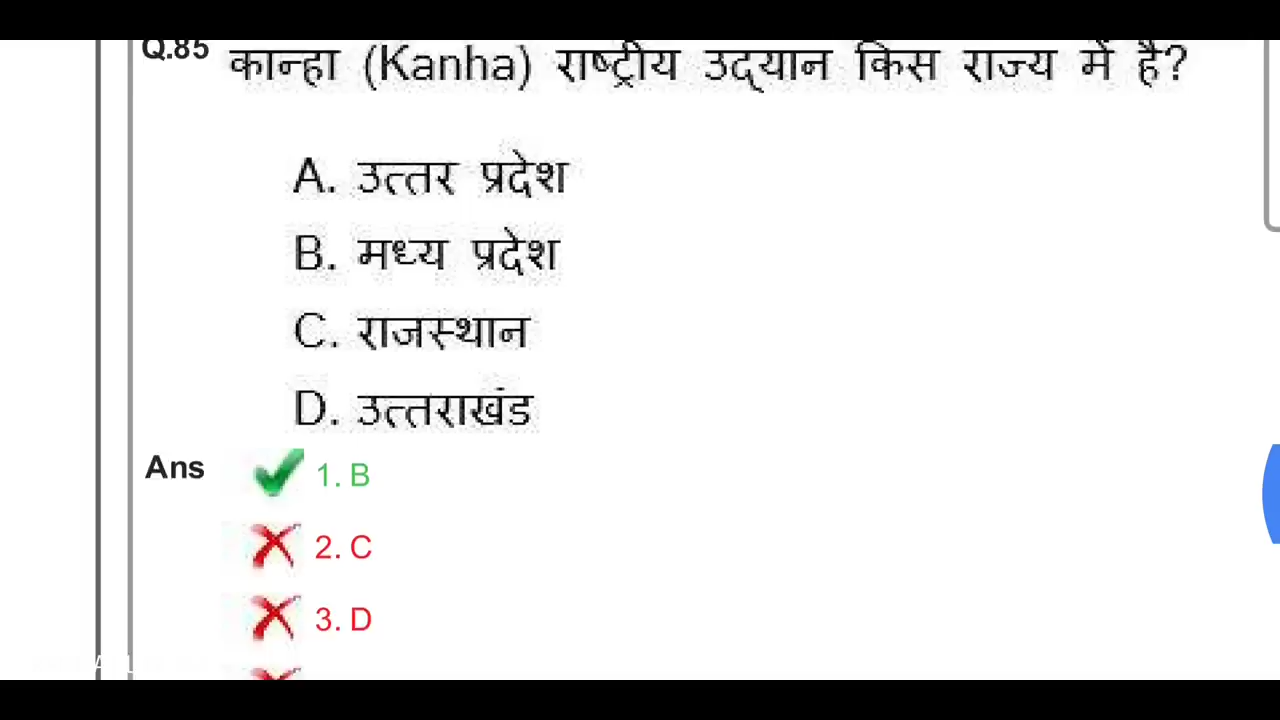 Q.85 कान्हा (Kanha) राष्ट्रीय उद्यान किस राज्य में है?
A. उत्तर प्रदेश
B. मध्य प्रदेश
C. राजस्थान
D. उत्तराखंड
Ans 1. B
2. C
3. D